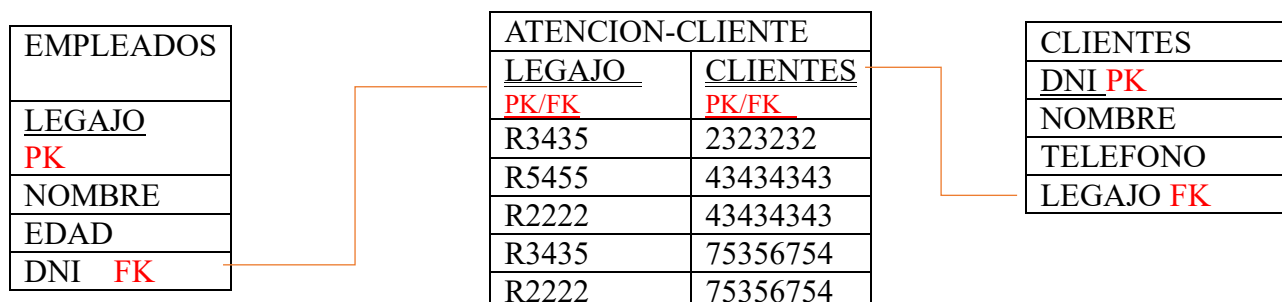 EMPLEADOS
LEGAJO
PK
NOMBRE
EDAD
DNI FK
ATENCION-CLIENTE
LEGAJO CLIENTES
PK/FK PK/FK
R3435 2323232
R5455 43434343
R2222 43434343
R3435 75356754
R2222 75356754
CLIENTES
DNI PK
NOMBRE
TELEFONO
LEGAJO FK